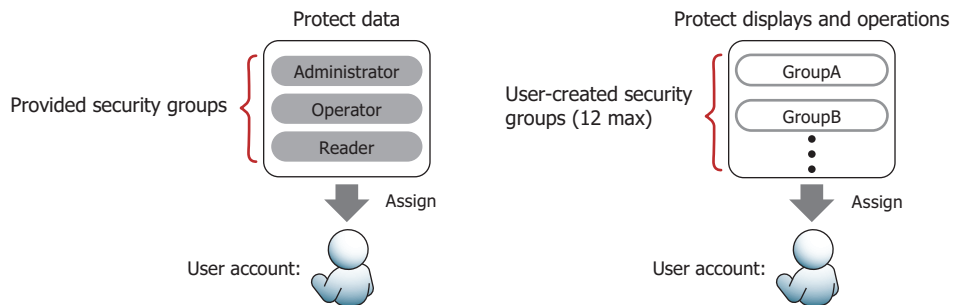 Protect data
Administrator
Operator
Reader
Provided security groups
Assign
User account:
Protect displays and operations
GroupA
GroupB
User-created security
groups (12 max)
Assign
User account: